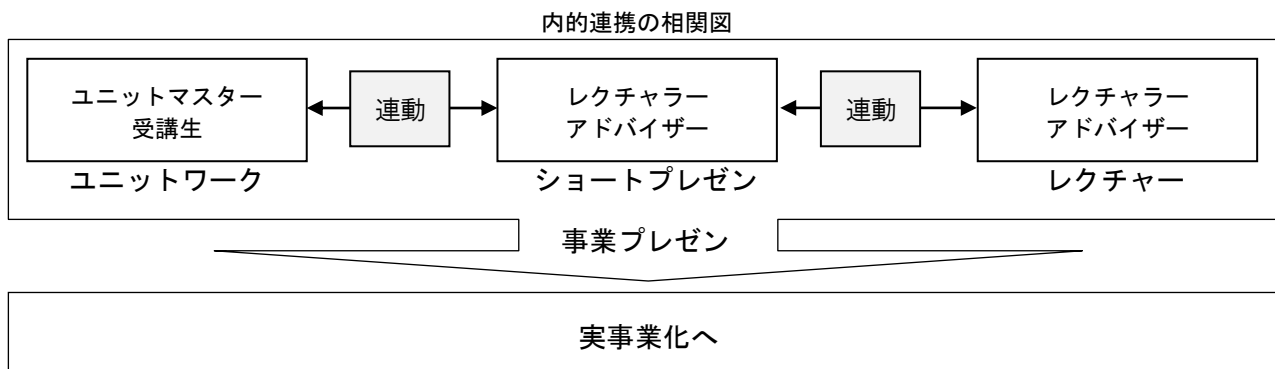 内的連携の相関図
ユニットマスター
受講生
連動
レクチャラー
アドバイザー
連動
レクチャラー
アドバイザー
ユニットワーク
ショートプレゼン
レクチャー
事業プレゼン
実事業化へ